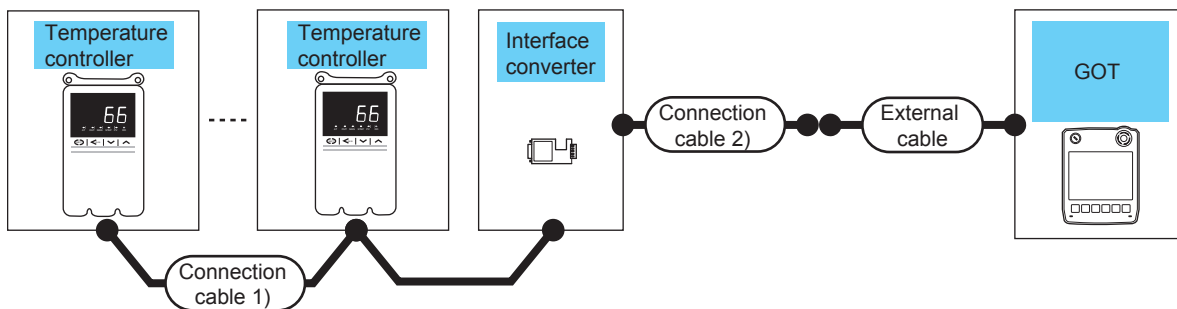 Temperature
controller
66
Temperature
controller
66
Interface
converter
GOT
Connection
cable 2)
External
cable
Connection
cable 1)